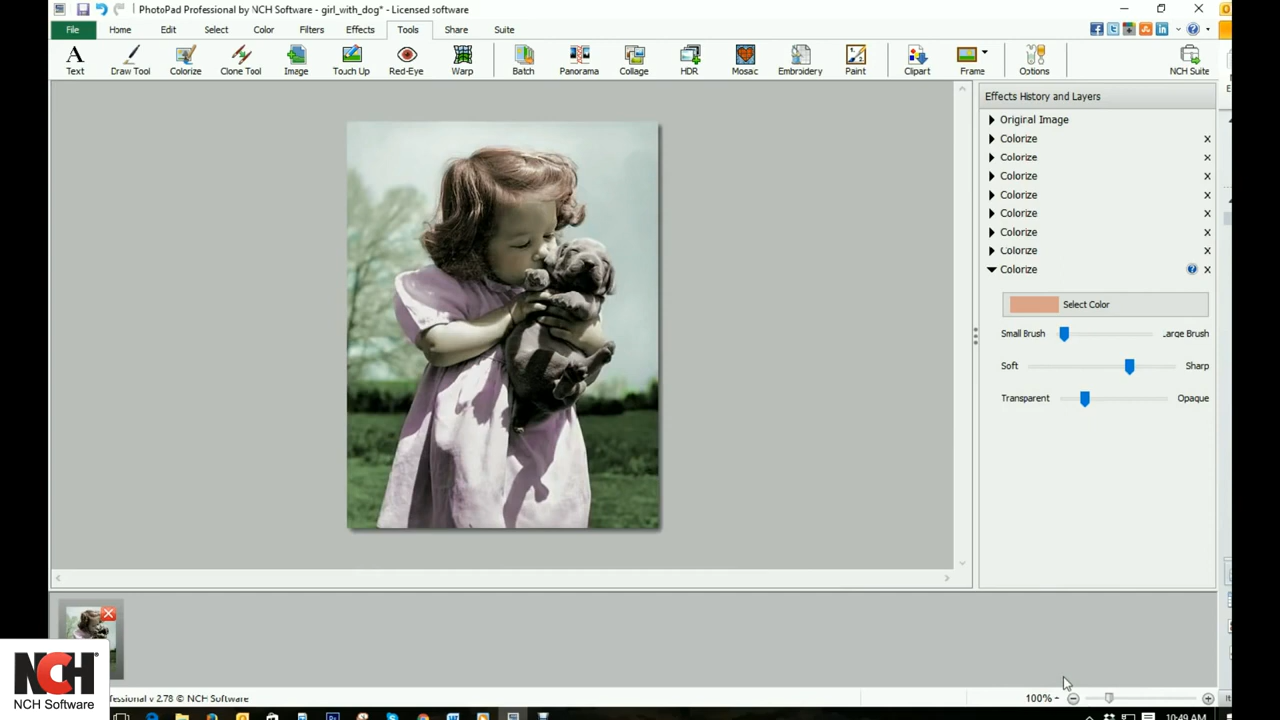 PhotoPad Professional by NCH Software - girl_with_dog* - Licensed software
File Home Edit Select Color Filters Effects Tools Share Suite
Text Draw Tool Colorize Clone Tool Image Touch Up Red-Eye Warp Batch Panorama Collage HDR Mosaic Embroidery Paint Clipart Frame Options NCH Suite
Effects History and Layers
Original Image
Colorize
Colorize
Colorize
Colorize
Colorize
Colorize
Colorize
Colorize
Select Color
Small Brush Large Brush
Soft Sharp
Transparent Opaque
NCH
NCH Software
fessional v 2.78 © NCH Software 100%
10:49 AM